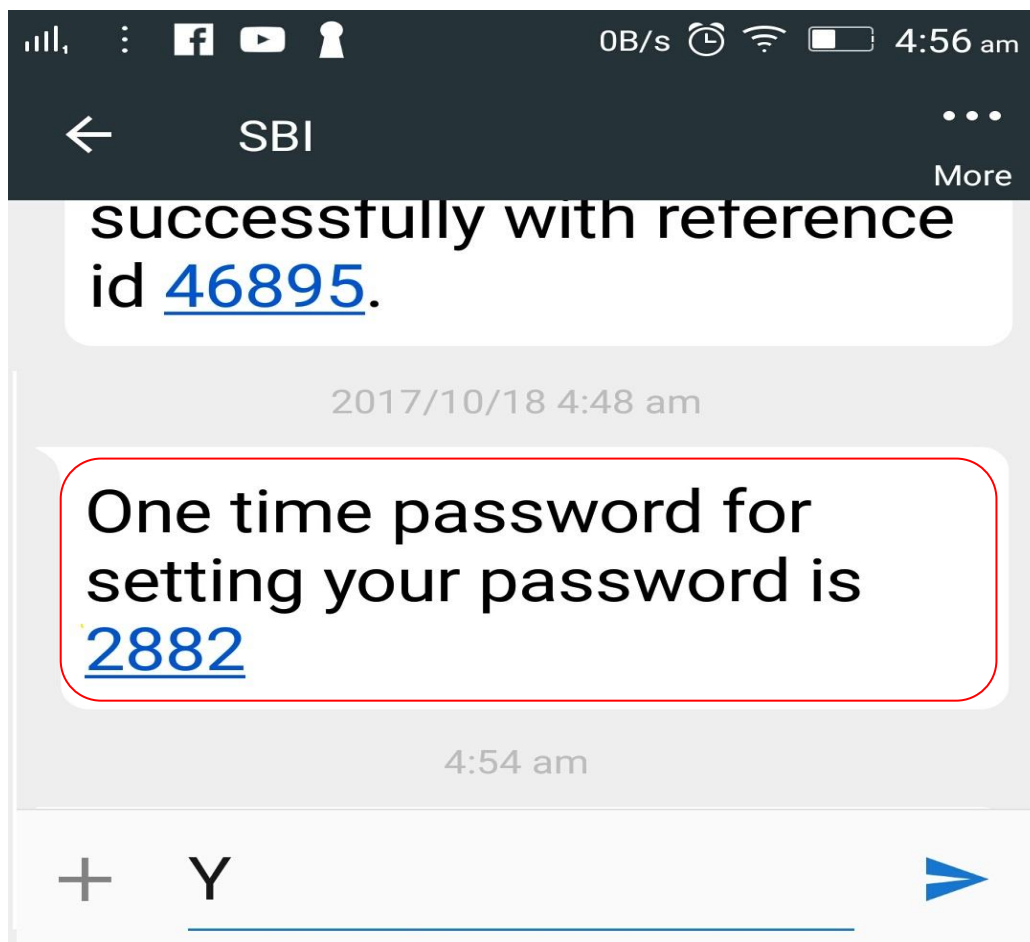 0B/s 4:56 am
SBI
More
successfully with reference
id 46895.
2017/10/18 4:48 am
One time password for
setting your password is
2882
4:54 am
Y